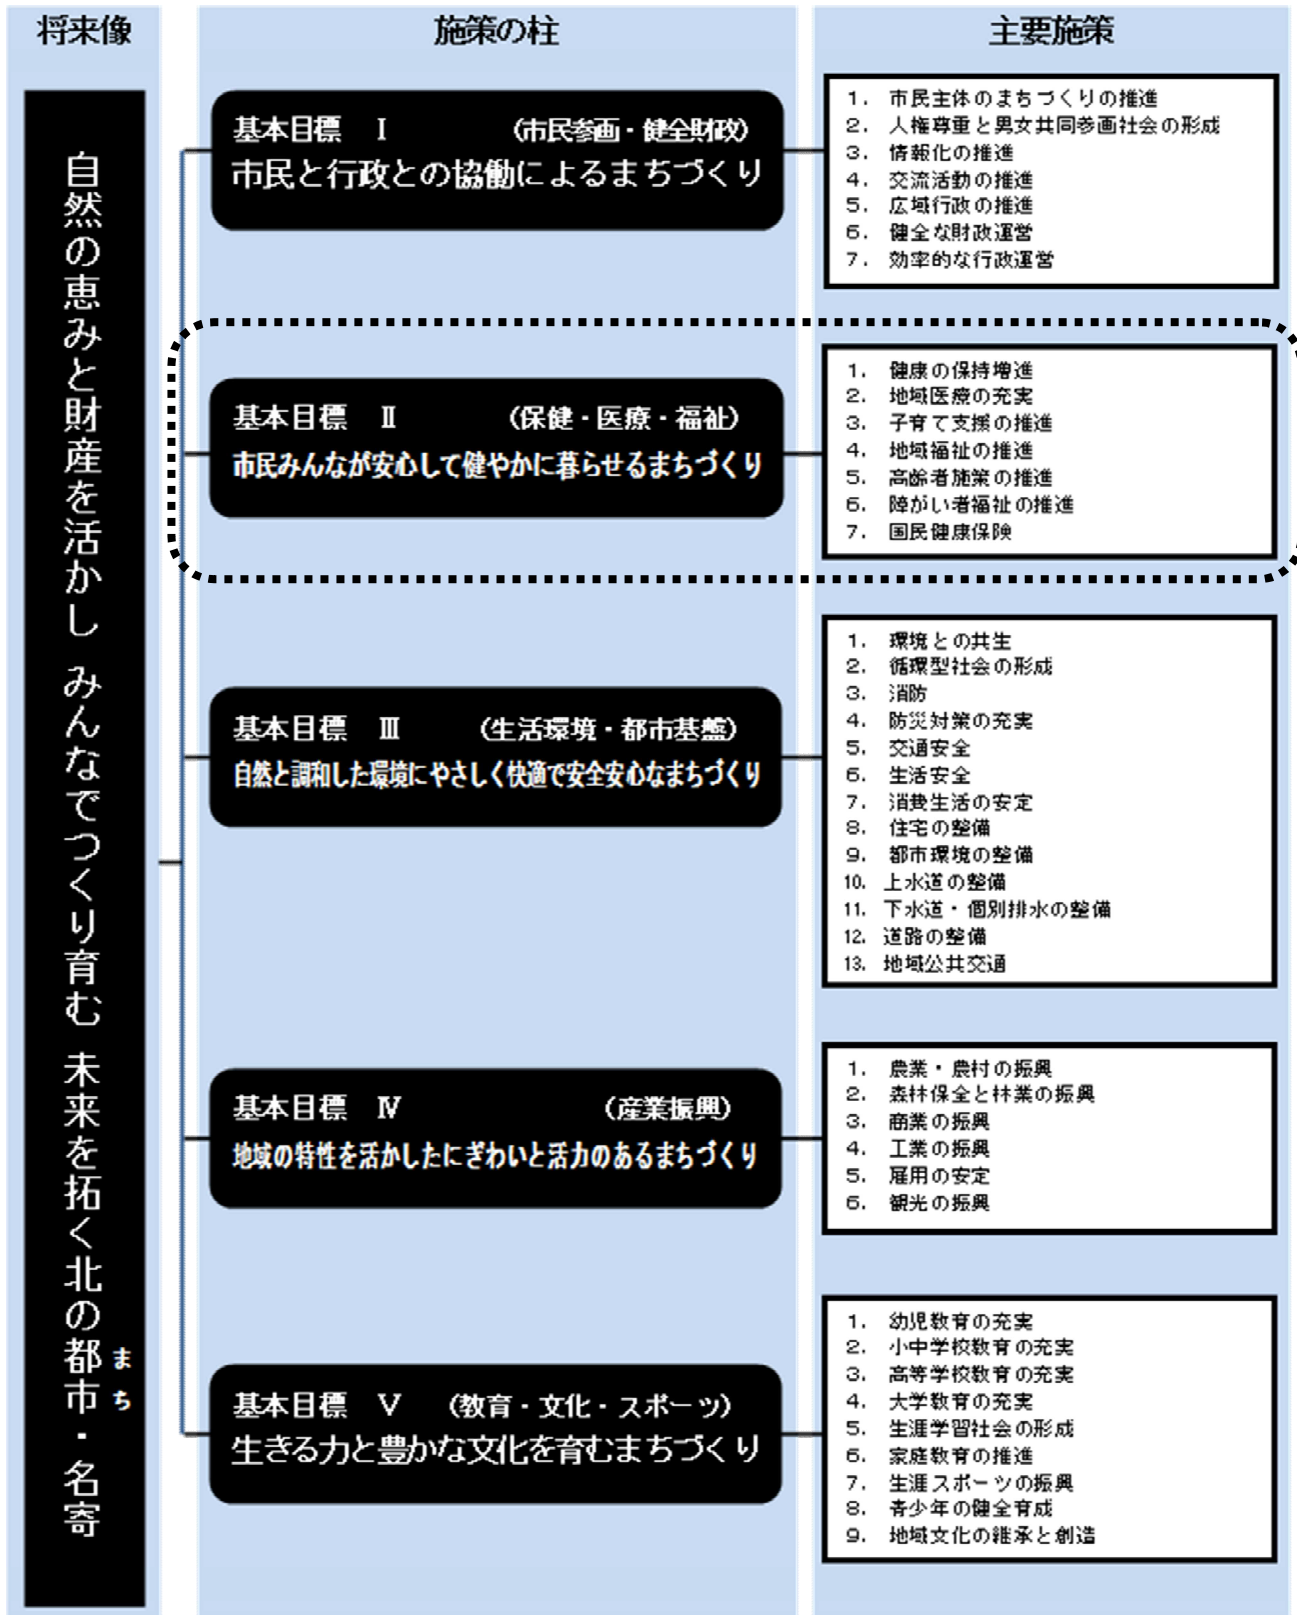 将来像
施策の柱
主要施策
自然の恵みと財産を活かし みんなでつくり育む 未来を拓く北の都市・名寄
まち
基本目標 Ⅰ (市民参画・健全財政)
市民と行政との協働によるまちづくり
1. 市民主体のまちづくりの推進
2. 人権尊重と男女共同参画社会の形成
3. 情報化の推進
4. 交流活動の推進
5. 広域行政の推進
6. 健全な財政運営
7. 効率的な行政運営
基本目標 Ⅱ (保健・医療・福祉)
市民みんなが安心して健やかに暮らせるまちづくり
1. 健康の保持増進
2. 地域医療の充実
3. 子育て支援の推進
4. 地域福祉の推進
5. 高齢者施策の推進
6. 障がい者福祉の推進
7. 国民健康保険
基本目標 Ⅲ (生活環境・都市基盤)
自然と調和した環境にやさしく快適で安全安心なまちづくり
1. 環境との共生
2. 循環型社会の形成
3. 消防
4. 防災対策の充実
5. 交通安全
6. 生活安全
7. 消費生活の安定
8. 住宅の整備
9. 都市環境の整備
10. 上水道の整備
11. 下水道・個別排水の整備
12. 道路の整備
13. 地域公共交通
基本目標 Ⅳ (産業振興)
地域の特性を活かしたにぎわいと活力のあるまちづくり
1. 農業・農村の振興
2. 森林保全と林業の振興
3. 商業の振興
4. 工業の振興
5. 雇用の安定
6. 観光の振興
基本目標 Ⅴ (教育・文化・スポーツ)
生きる力と豊かな文化を育むまちづくり
1. 幼児教育の充実
2. 小中学校教育の充実
3. 高等学校教育の充実
4. 大学教育の充実
5. 生涯学習社会の形成
6. 家庭教育の推進
7. 生涯スポーツの振興
8. 青少年の健全育成
9. 地域文化の継承と創造